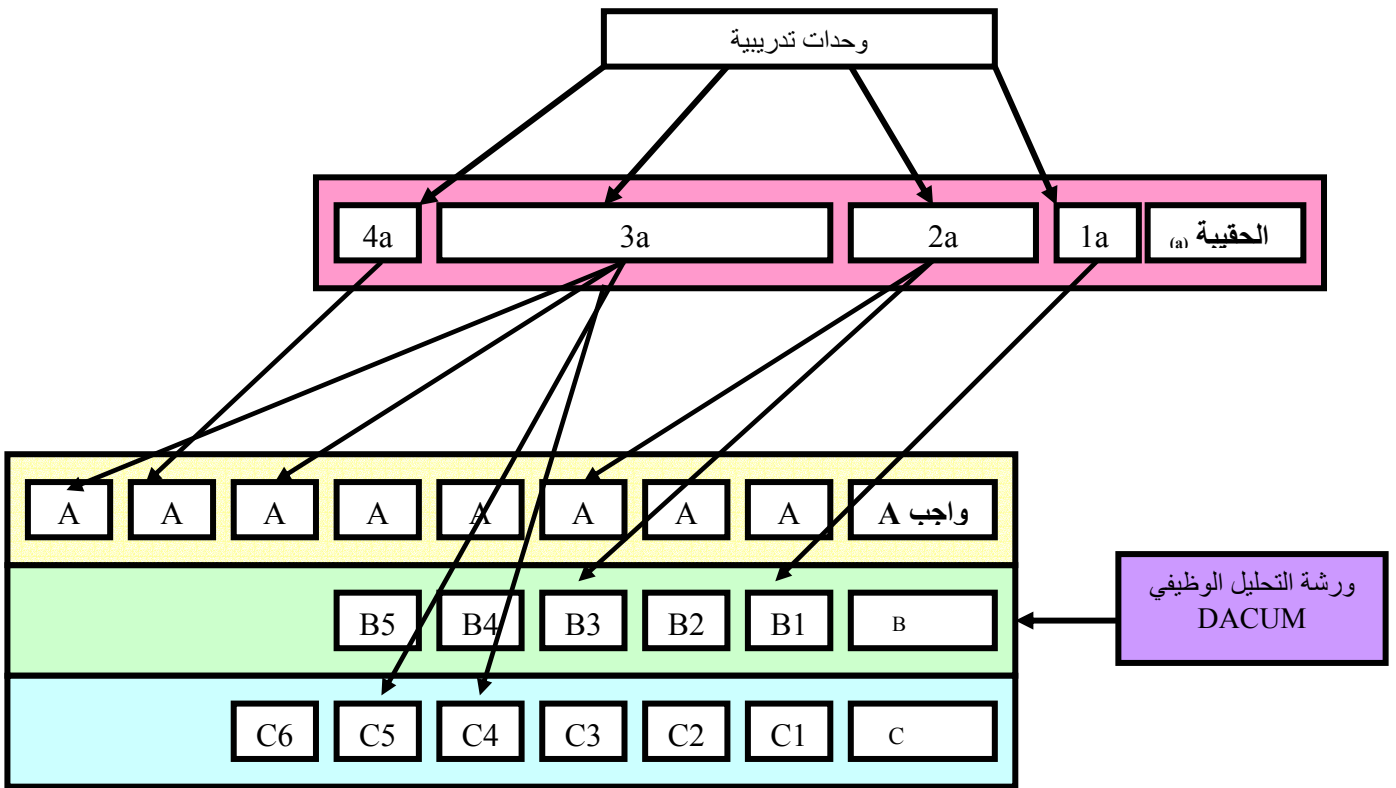 وحدات تدريبية
الحقيبة (a)
1a
2a
3a
4a
واجب A
A
A
A
A
A
A
A
A
B
B1
B2
B3
B4
B5
C
C1
C2
C3
C4
C5
C6
ورشة التحليل الوظيفي
DACUM